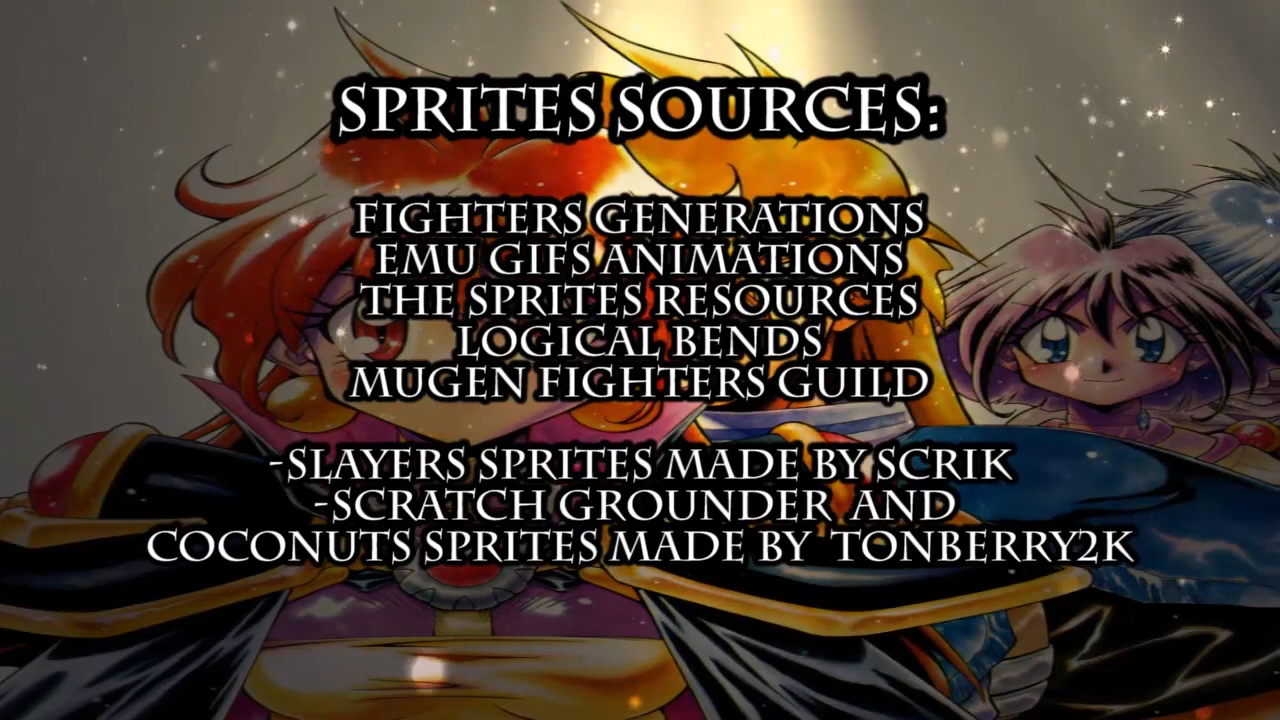 SPRITES SOURCES:
FIGHTERS GENERATIONS
EMU GIFS ANIMATIONS
THE SPRITES RESOURCES
LOGICAL BENDS
MUGEN FIGHTERS GUILD
-SLAYERS SPRITES MADE BY SCRIK
-SCRATCH GROUNDER AND
COCONUTS SPRITES MADE BY TONBERRY2K